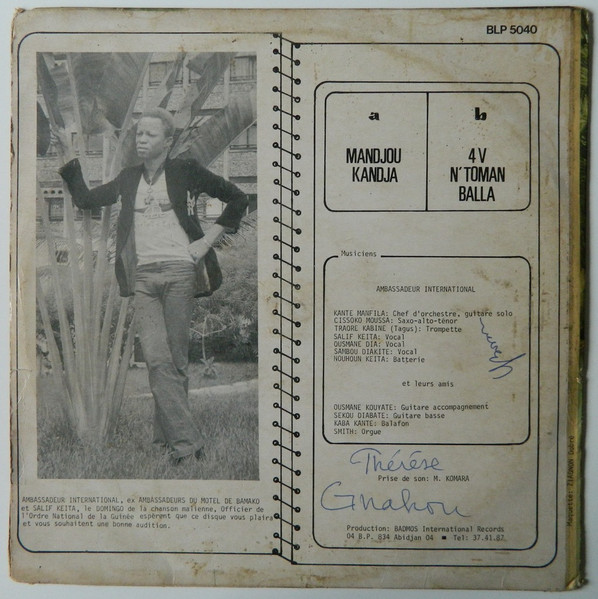 BLP 5040
a
MANDJOU
KANDJA
b
4 V
N'TOMAN
BALLA
Musiciens
AMBASSADEUR INTERNATIONAL
KANTE MANFILA: Chef d'orchestre, guitare solo
CISSOKO MOUSSA: Saxo-alto-ténor
TRAORE KABINE (Tagus): Trompette
SALIF KEITA: Vocal
OUSMANE DIA: Vocal
SAMBOU DIAKITE: Vocal
NOUHOUN KEITA: Batterie
et leurs amis
OUSMANE KOUYATE: Guitare accompagnement
SEKOU DIABATE: Guitare basse
KABA KANTE: Balafon
SMITH: Orgue
Thérèse
Prise de son: M. KOMARA
Gnahou
Production: BADMOS International Records
04 B.P. 834 Abidjan 04 ■ Tel: 37.41.87.
AMBASSADEUR INTERNATIONAL, ex AMBASSADEURS DU MOTEL DE BAMAKO
et SALIF KEITA, le DOMINGO de la chanson malienne, Officier de
l'Ordre National de la Guinée espèrent que ce disque vous plaira
et vous souhaitent une bonne audition.